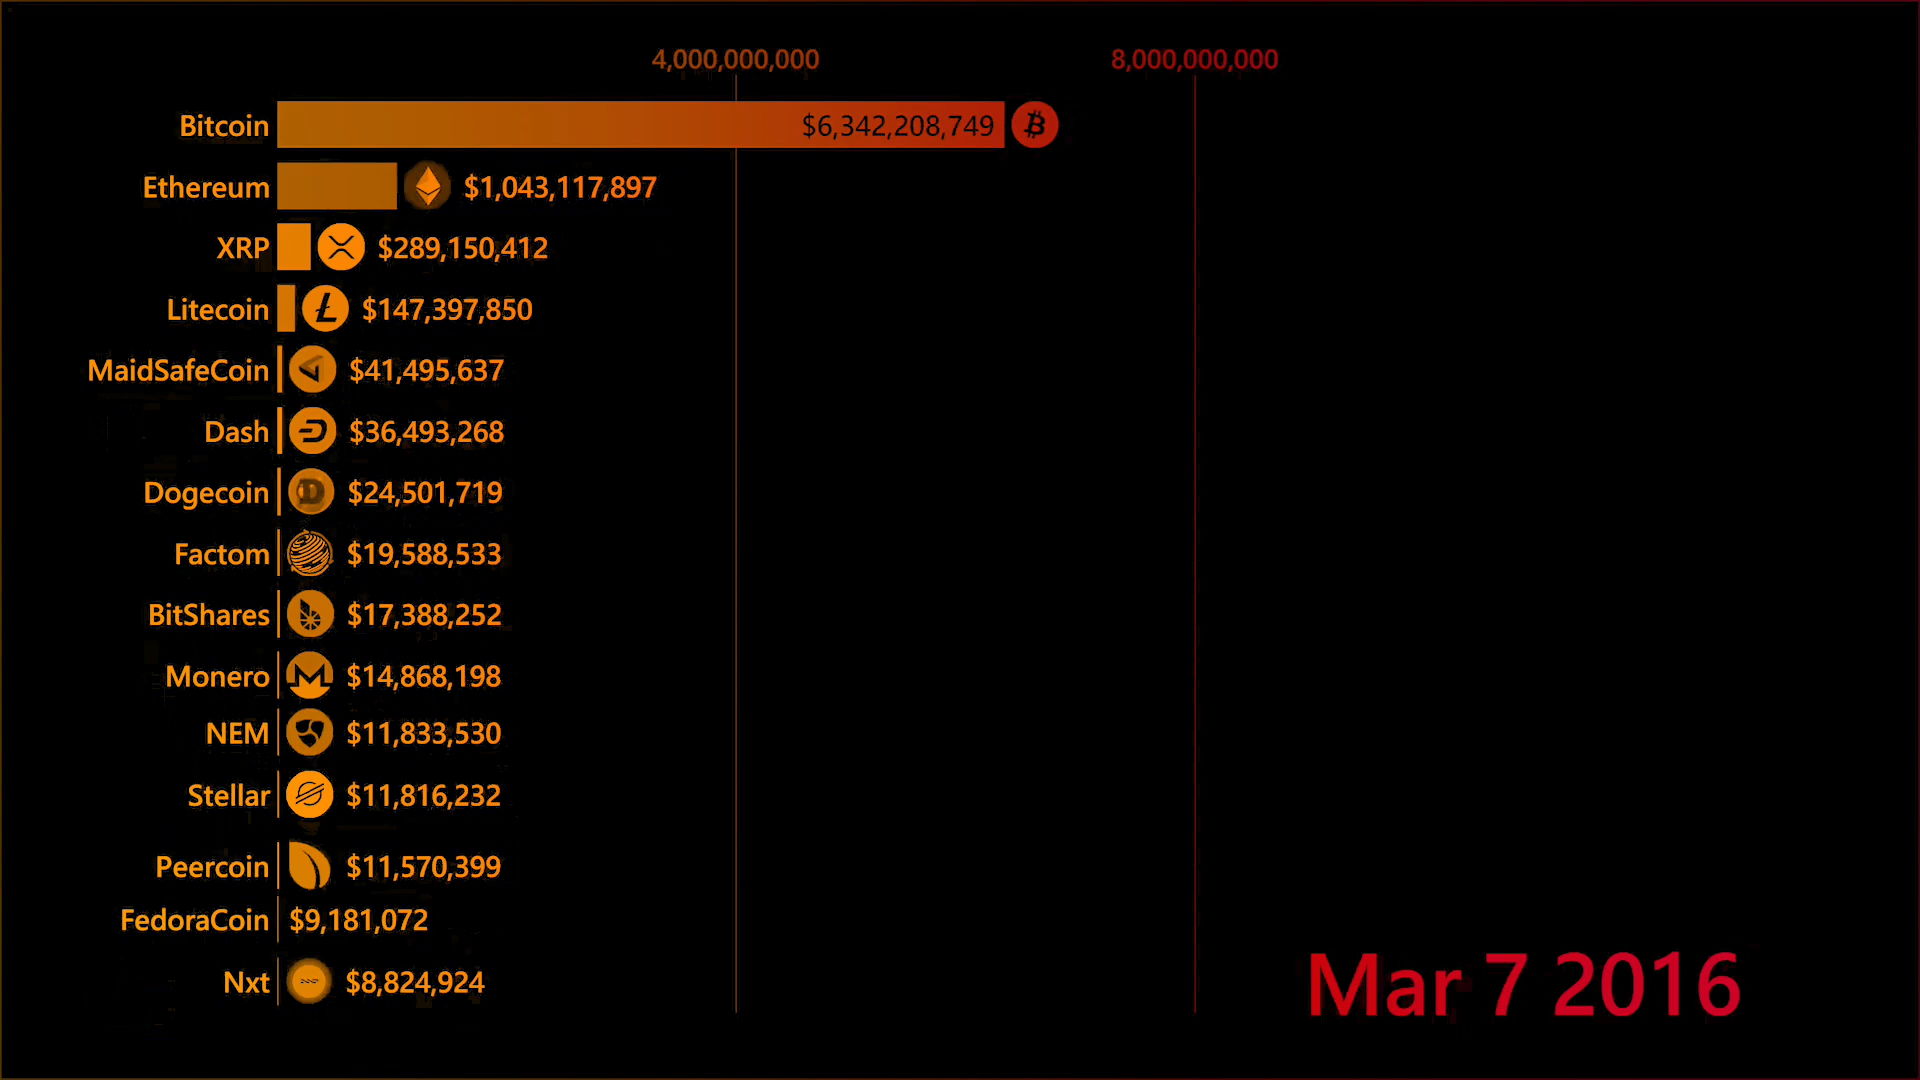 4,000,000,000 8,000,000,000
Bitcoin $6,342,208,749
Ethereum $1,043,117,897
XRP $289,150,412
Litecoin $147,397,850
MaidSafeCoin $41,495,637
Dash $36,493,268
Dogecoin $24,501,719
Factom $19,588,533
BitShares $17,388,252
Monero $14,868,198
NEM $11,833,530
Stellar $11,816,232
Peercoin $11,570,399
FedoraCoin $9,181,072
Nxt $8,824,924
Mar 7 2016